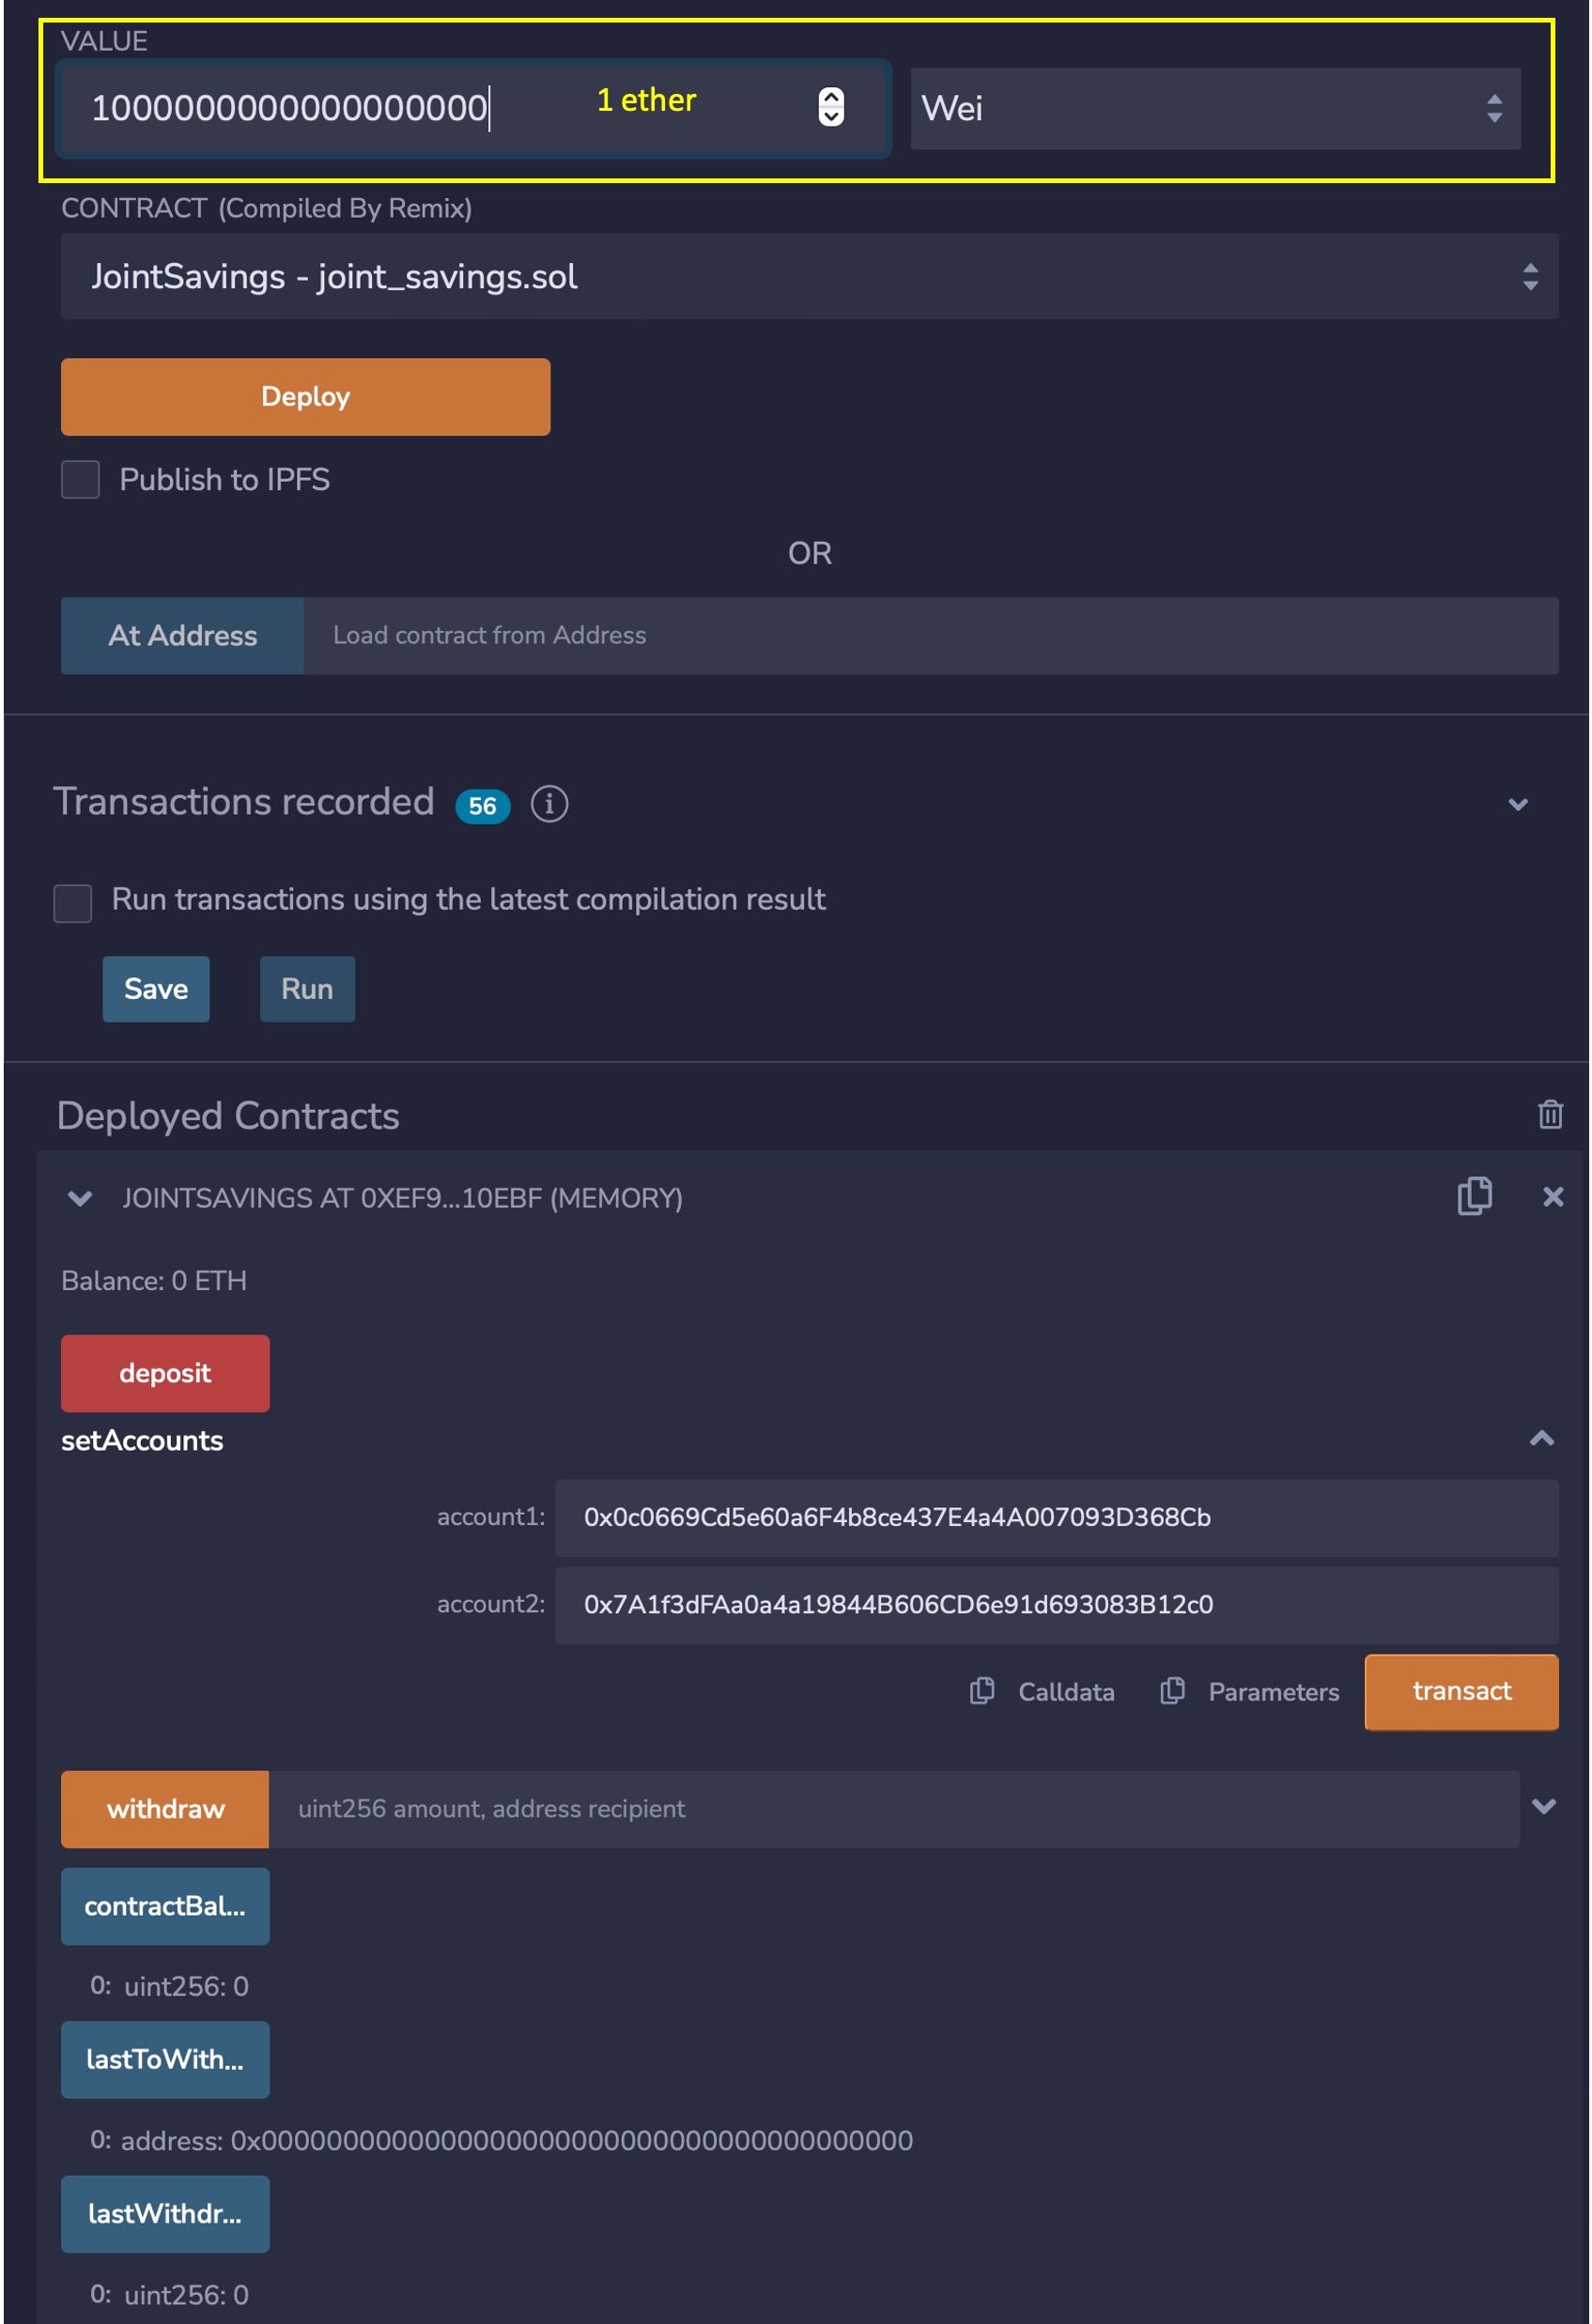 VALUE
1000000000000000000 1 ether Wei
CONTRACT (Compiled By Remix)
JointSavings - joint_savings.sol
Deploy
Publish to IPFS
OR
At Address Load contract from Address
Transactions recorded 56 i
Run transactions using the latest compilation result
Save Run
Deployed Contracts
JOINTSAVINGS AT 0XEF9...10EBF (MEMORY)
Balance: 0 ETH
deposit
setAccounts
account1: 0x0c0669Cd5e60a6F4b8ce437E4a4A007093D368Cb
account2: 0x7A1f3dFAa0a4a19844B606CD6e91d693083B12c0
Calldata Parameters transact
withdraw uint256 amount, address recipient
contractBal...
0: uint256: 0
lastToWith...
0: address: 0x0000000000000000000000000000000000000000
lastWithdr...
0: uint256: 0